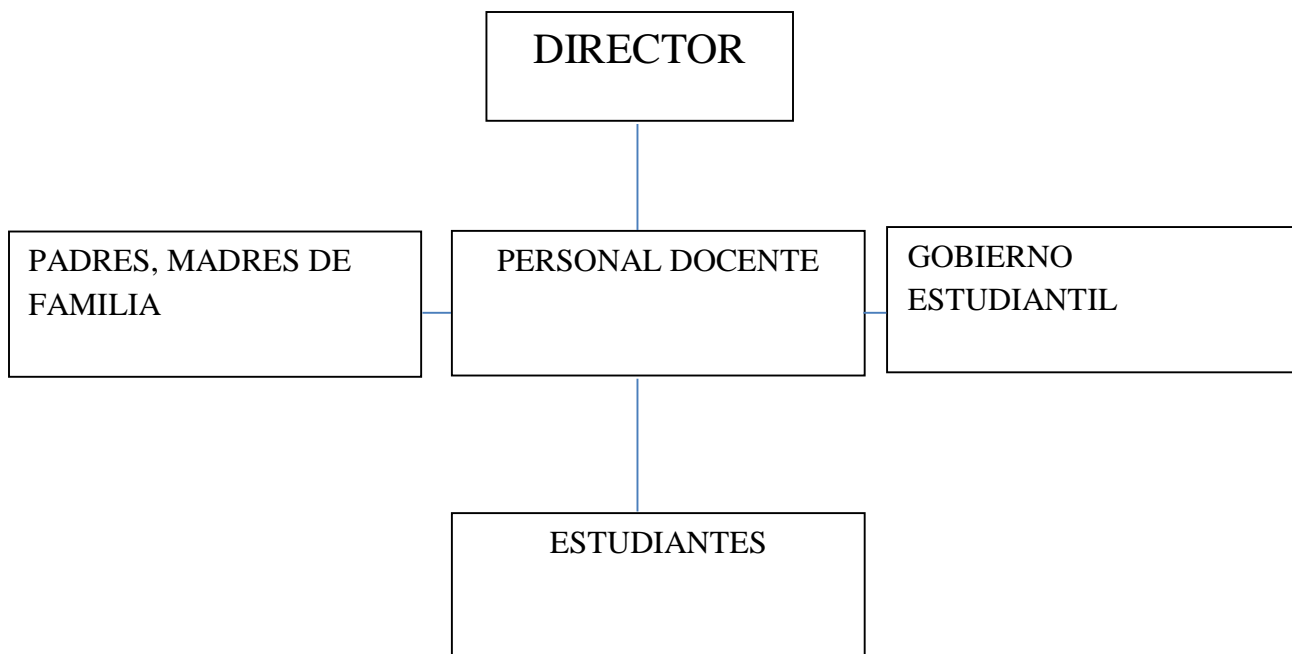 DIRECTOR
PADRES, MADRES DE
FAMILIA
PERSONAL DOCENTE
GOBIERNO
ESTUDIANTIL
ESTUDIANTES